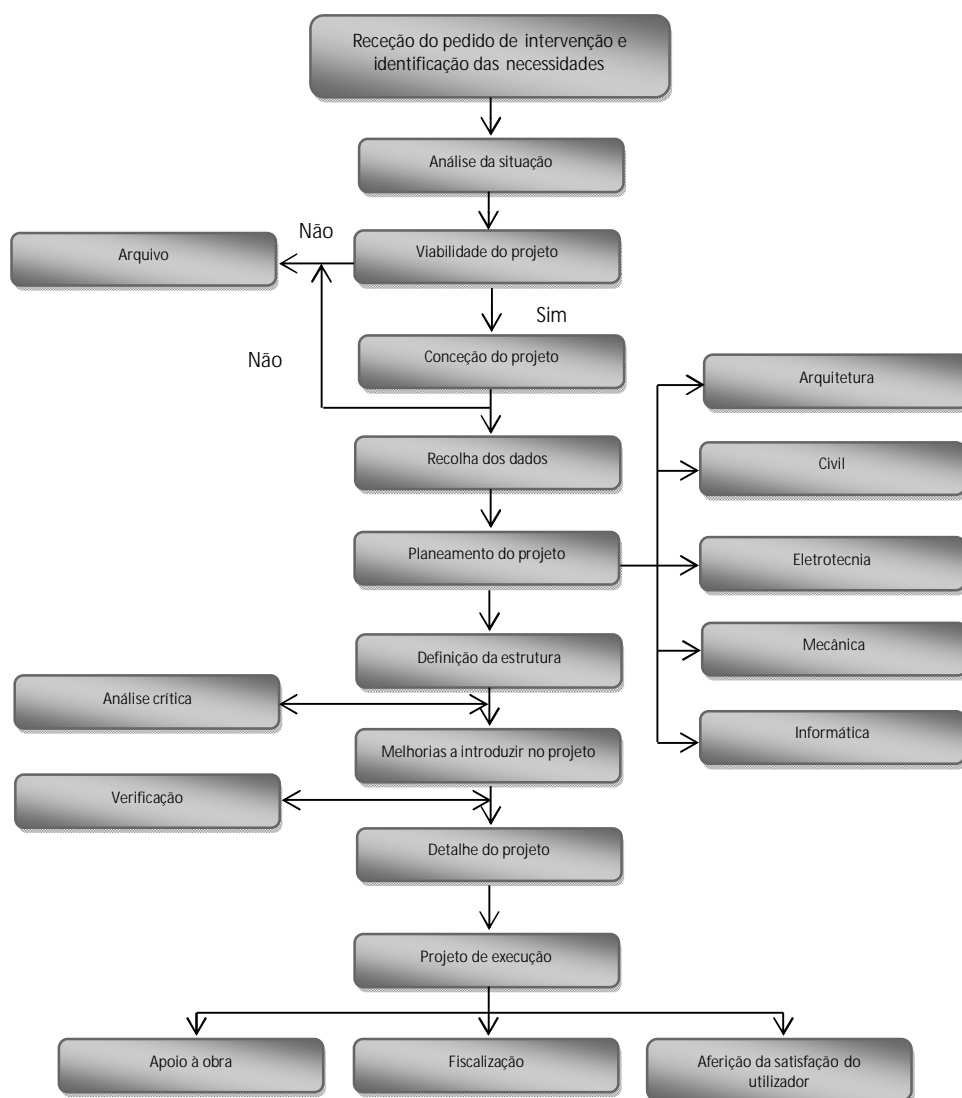 Receção do pedido de intervenção e
identificação das necessidades
Análise da situação
Não
Arquivo
Viabilidade do projeto
Sim
Não
Conceção do projeto
Arquitetura
Recolha dos dados
Civil
Planeamento do projeto
Eletrotecnia
Definição da estrutura
Mecânica
Análise crítica
Melhorias a introduzir no projeto
Informática
Verificação
Detalhe do projeto
Projeto de execução
Apoio à obra
Fiscalização
Aferição da satisfação do
utilizador